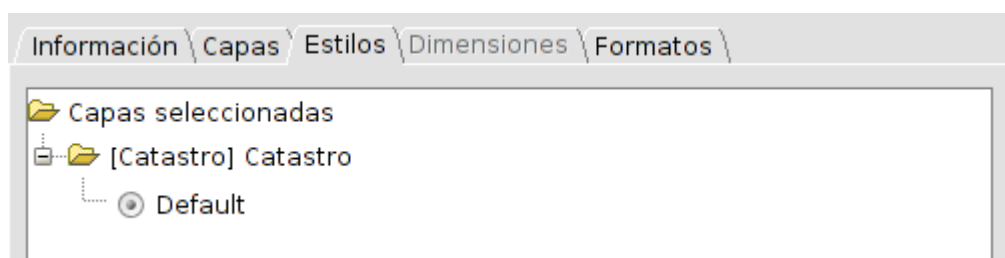 Información Capas Estilos Dimensiones Formatos
Capas seleccionadas
[Catastro] Catastro
Default